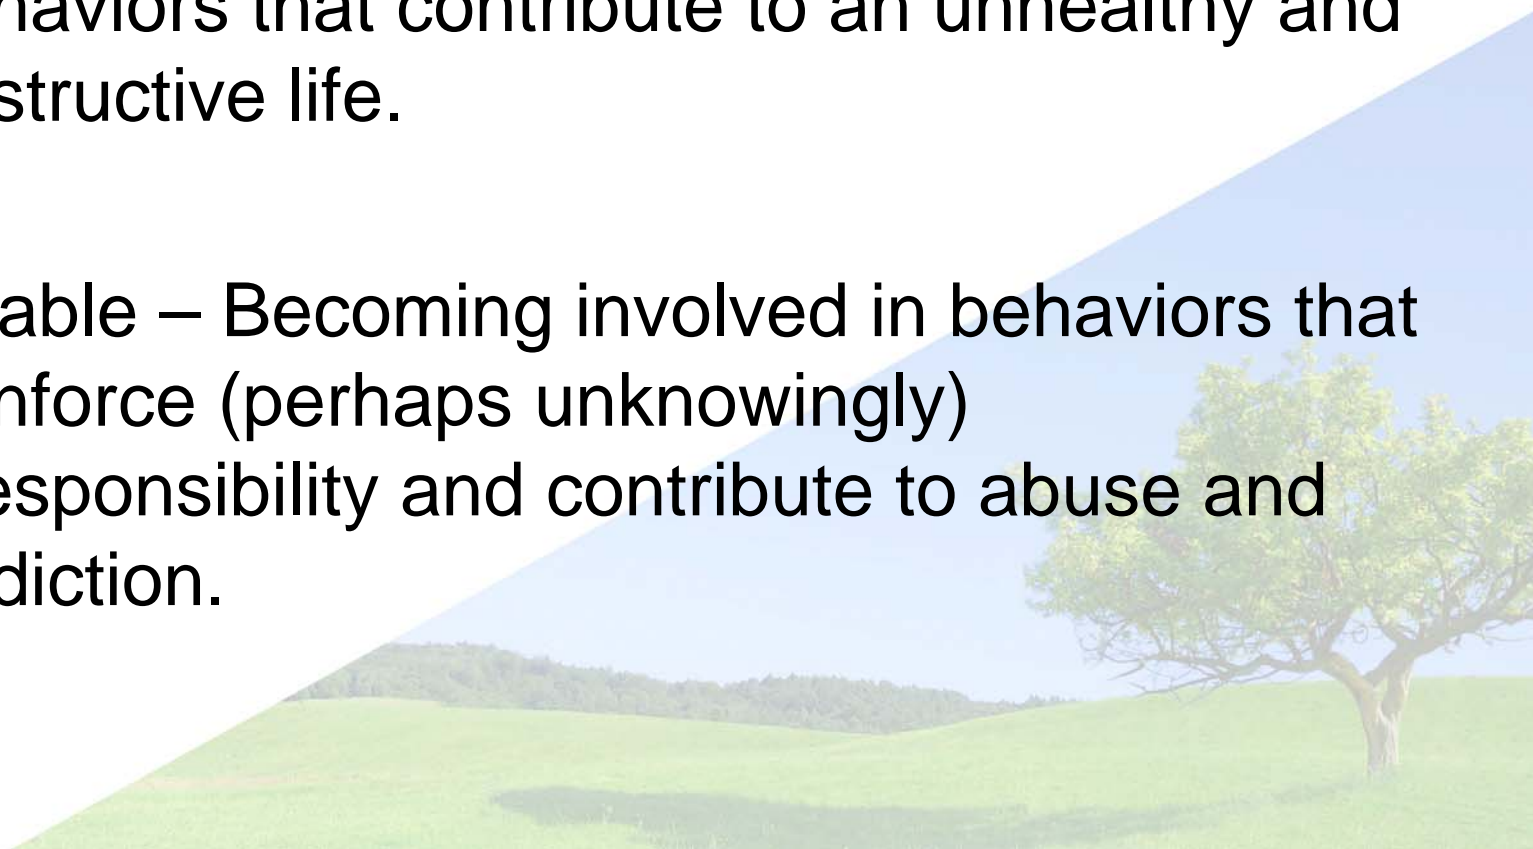 haviors that contribute to an unhealthy and
structive life.
able – Becoming involved in behaviors that
nforce (perhaps unknowingly)
esponsibility and contribute to abuse and
diction.